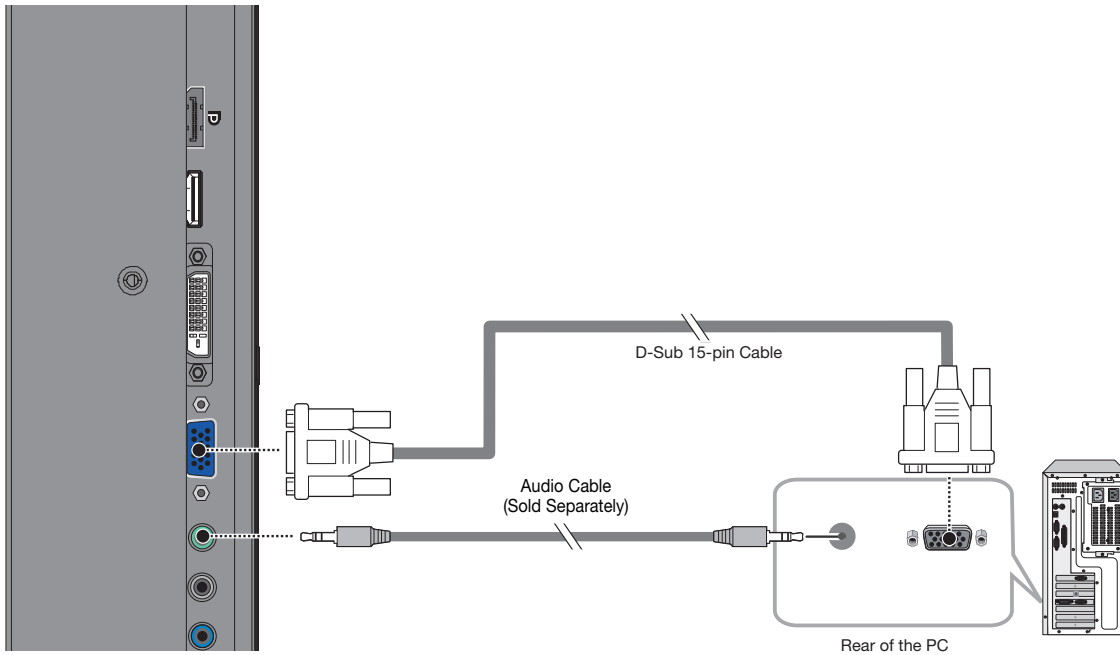 D-Sub 15-pin Cable
Audio Cable
(Sold Separately)
Rear of the PC